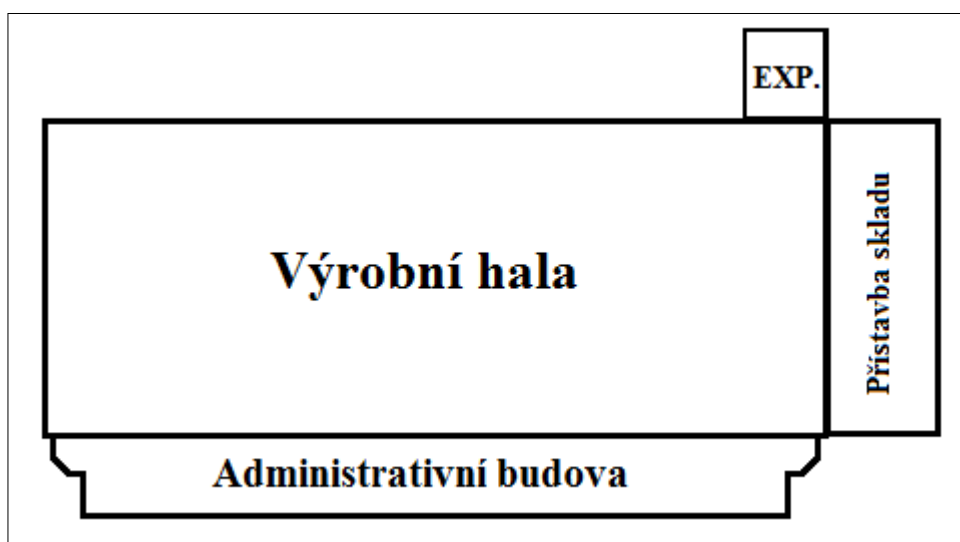 EXP.
Výrobní hala
Přístavba skladu
Administrativní budova